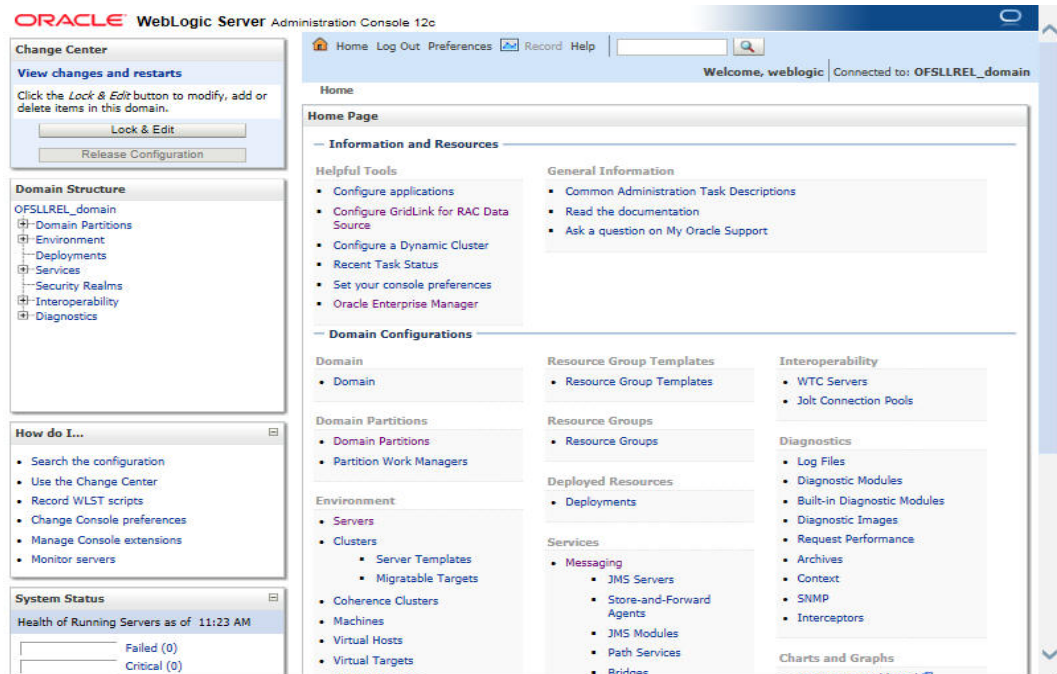 ORACLE WebLogic Server Administration Console 12c
Change Center
View changes and restarts
Click the Lock & Edit button to modify, add or
delete items in this domain.
Lock & Edit
Release Configuration
Domain Structure
OFSLLREL_domain
Domain Partitions
Environment
Deployments
Services
Security Realms
Interoperability
Diagnostics
How do I...
Search the configuration
Use the Change Center
Record WLST scripts
Change Console preferences
Manage Console extensions
Monitor servers
System Status
Health of Running Servers as of 11:23 AM
Failed (0)
Critical (0)
Home Log Out Preferences Record Help
Welcome, weblogic Connected to: OFSLLREL_domain
Home
Home Page
Information and Resources
Helpful Tools
Configure applications
Configure GridLink for RAC Data
Source
Configure a Dynamic Cluster
Recent Task Status
Set your console preferences
Oracle Enterprise Manager
General Information
Common Administration Task Descriptions
Read the documentation
Ask a question on My Oracle Support
Domain Configurations
Domain
Domain
Domain Partitions
Domain Partitions
Partition Work Managers
Environment
Servers
Clusters
Server Templates
Migratable Targets
Coherence Clusters
Machines
Virtual Hosts
Virtual Targets
Resource Group Templates
Resource Group Templates
Resource Groups
Resource Groups
Deployed Resources
Deployments
Services
Messaging
JMS Servers
Store-and-Forward
Agents
JMS Modules
Path Services
Bridges
Interoperability
WTC Servers
Jolt Connection Pools
Diagnostics
Log Files
Diagnostic Modules
Built-in Diagnostic Modules
Diagnostic Images
Request Performance
Archives
Context
SNMP
Interceptors
Charts and Graphs